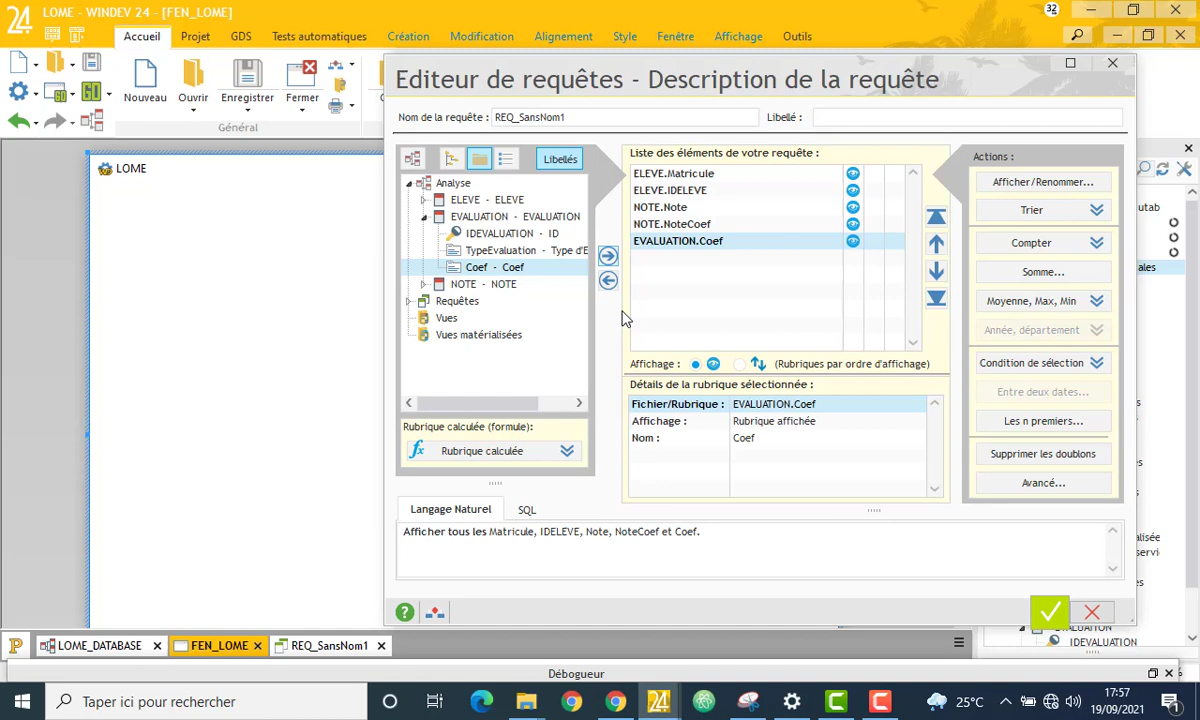 24
LOME - WINDEV 24 - [FEN_LOME]
32
Accueil
Projet
GDS
Tests automatiques
Création
Modification
Alignement
Style
Fenêtre
Affichage
Outils
Nouveau
Ouvrir
Enregistrer
Fermer
Général
LOME
Editeur de requêtes - Description de la requête
Nom de la requête :
REQ_SansNom1
Libellé :
Libellés
Analyse
ELEVE - ELEVE
EVALUATION - EVALUATION
IDEVALUATION - ID
TypeEvaluation - Type d'E
Coef - Coef
NOTE - NOTE
Requêtes
Vues
Vues matérialisées
Rubrique calculée (formule):
fx Rubrique calculée
Liste des éléments de votre requête :
ELEVE.Matricule
ELEVE.IDELEVE
NOTE.Note
NOTE.NoteCoef
EVALUATION.Coef
Affichage :
(Rubriques par ordre d'affichage)
Détails de la rubrique sélectionnée :
Fichier/Rubrique : EVALUATION.Coef
Affichage : Rubrique affichée
Nom : Coef
Actions :
Afficher/Renommer...
Trier
Compter
Somme...
Moyenne, Max, Min
Année, département
Condition de sélection
Entre deux dates...
Les n premiers...
Supprimer les doublons
Avancé...
Langage Naturel
SQL
Afficher tous les Matricule, IDELEVE, Note, NoteCoef et Coef.
EVALUATION
IDEVALUATION
LOME_DATABASE
FEN_LOME
REQ_SansNom1
Débogueur
Taper ici pour rechercher
24
25°C
17:57
19/09/2021